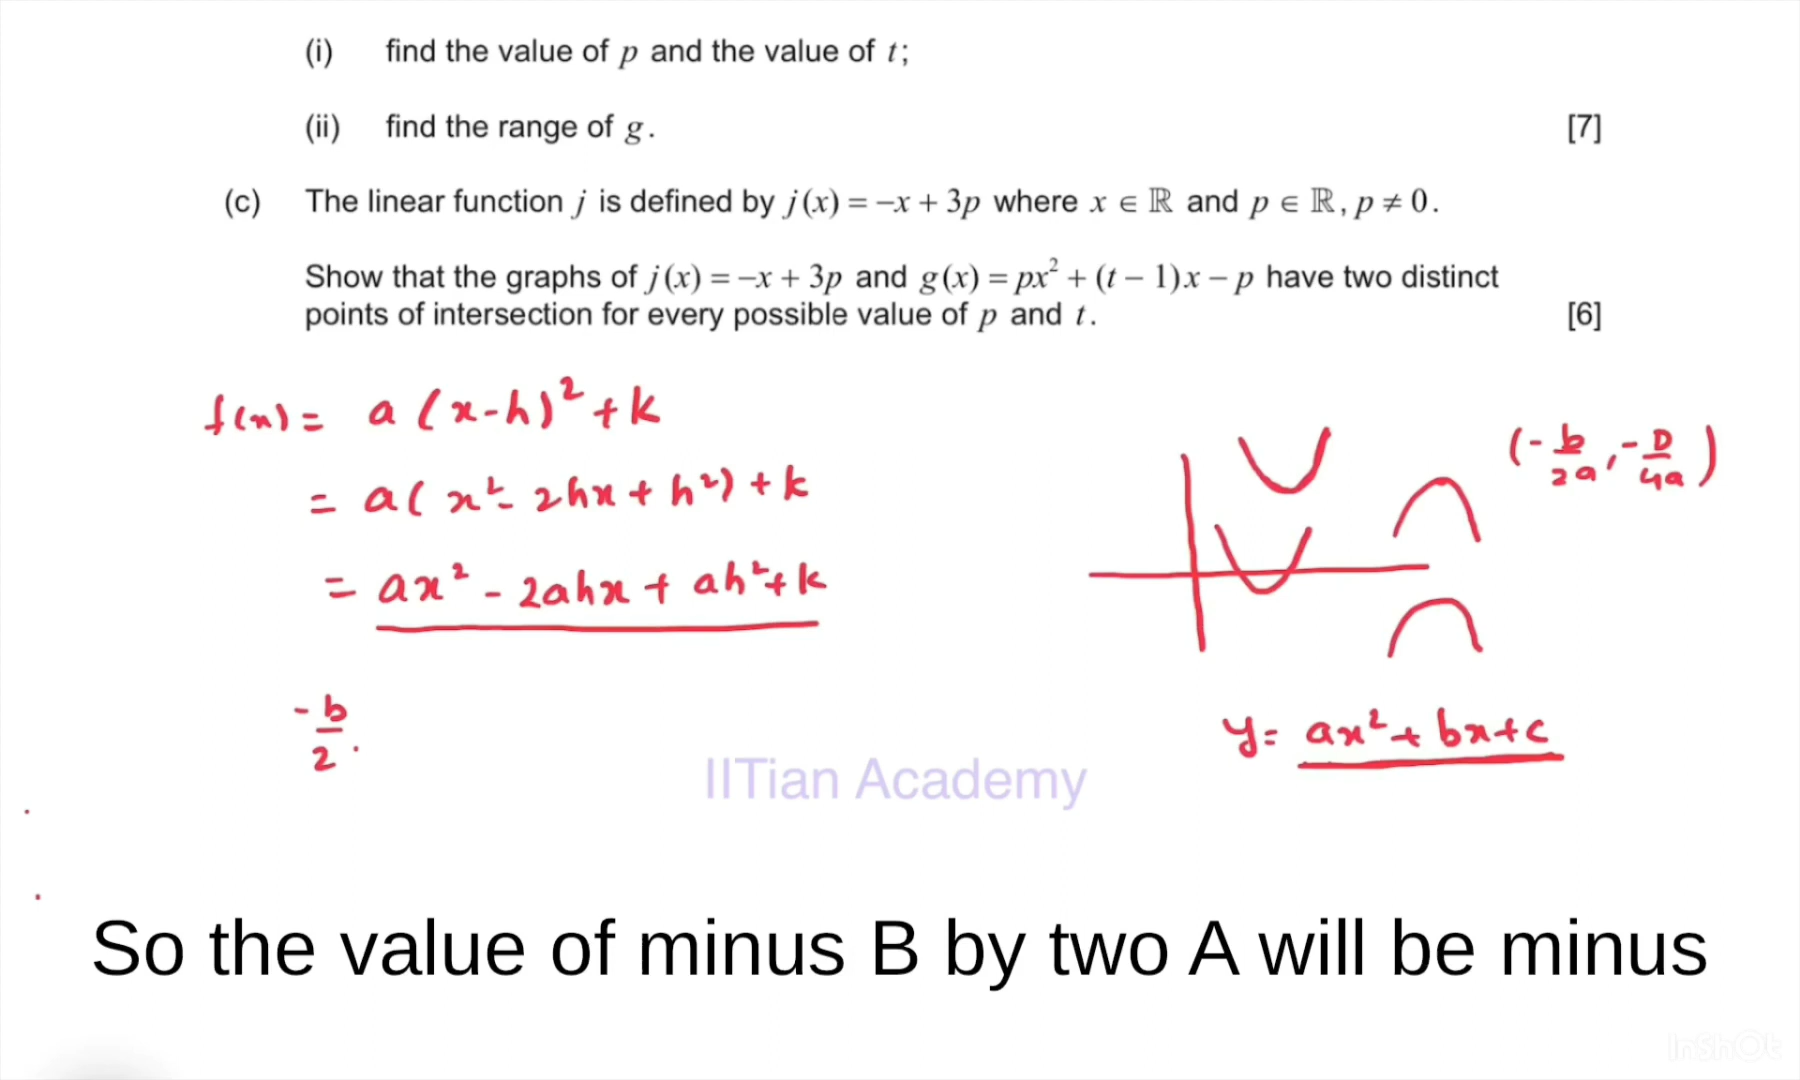 (i) find the value of p and the value of t;
(ii) find the range of g. [7]
(c) The linear function j is defined by j(x) = −x + 3p where x ∈ ℝ and p ∈ ℝ, p ≠ 0.
Show that the graphs of j(x) = −x + 3p and g(x) = px² + (t − 1)x − p have two distinct
points of intersection for every possible value of p and t. [6]
f(x) = a(x-h)² + k
= a(x² - 2hx + h²) + k
= ax² - 2ahx + ah² + k
(-b/2a, -D/4a)
-b/2.
y = ax² + bx + c
IITian Academy
So the value of minus B by two A will be minus
InShOt